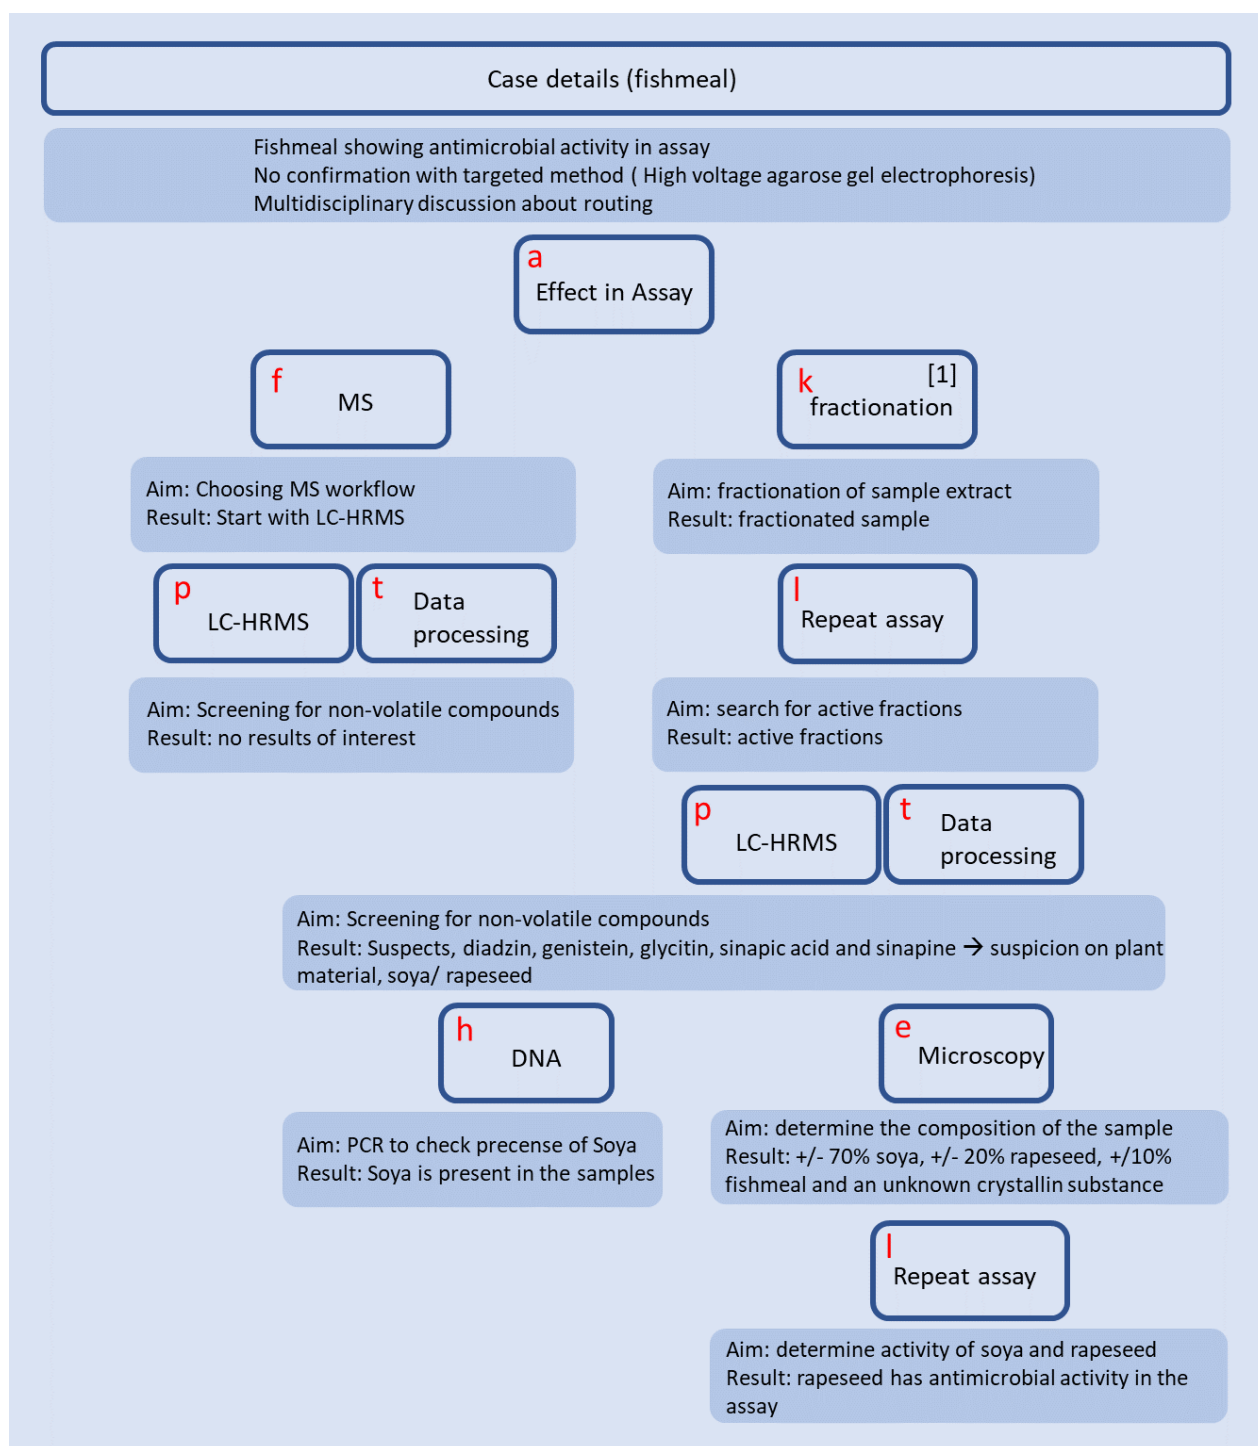 Case details (fishmeal)
Fishmeal showing antimicrobial activity in assay
No confirmation with targeted method ( High voltage agarose gel electrophoresis)
Multidisciplinary discussion about routing
a
Effect in Assay
f
MS
k
[1]
fractionation
Aim: Choosing MS workflow
Result: Start with LC-HRMS
Aim: fractionation of sample extract
Result: fractionated sample
p
LC-HRMS
t
Data
processing
l
Repeat assay
Aim: Screening for non-volatile compounds
Result: no results of interest
Aim: search for active fractions
Result: active fractions
p
LC-HRMS
t
Data
processing
Aim: Screening for non-volatile compounds
Result: Suspects, diadzin, genistein, glycitin, sinapic acid and sinapine → suspicion on plant
material, soya/ rapeseed
h
DNA
e
Microscopy
Aim: PCR to check precense of Soya
Result: Soya is present in the samples
Aim: determine the composition of the sample
Result: +/- 70% soya, +/- 20% rapeseed, +/10%
fishmeal and an unknown crystallin substance
l
Repeat assay
Aim: determine activity of soya and rapeseed
Result: rapeseed has antimicrobial activity in the
assay